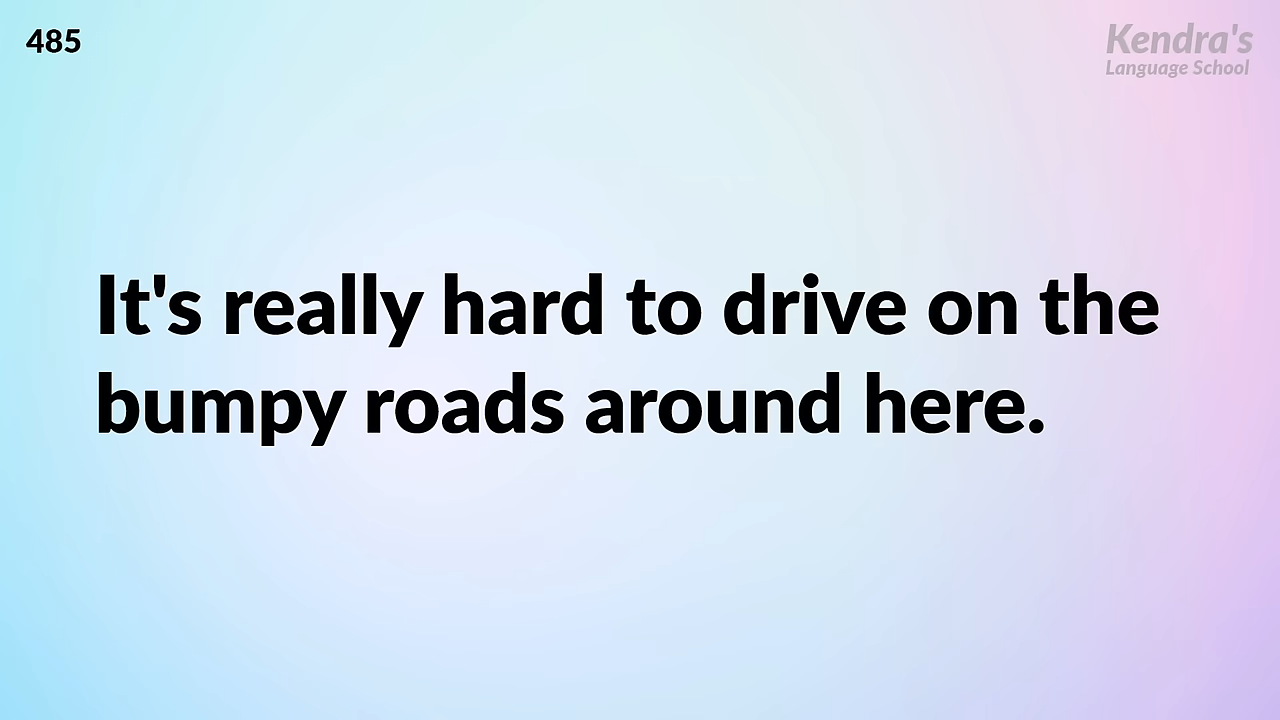 485
Kendra's
Language School
It's really hard to drive on the
bumpy roads around here.